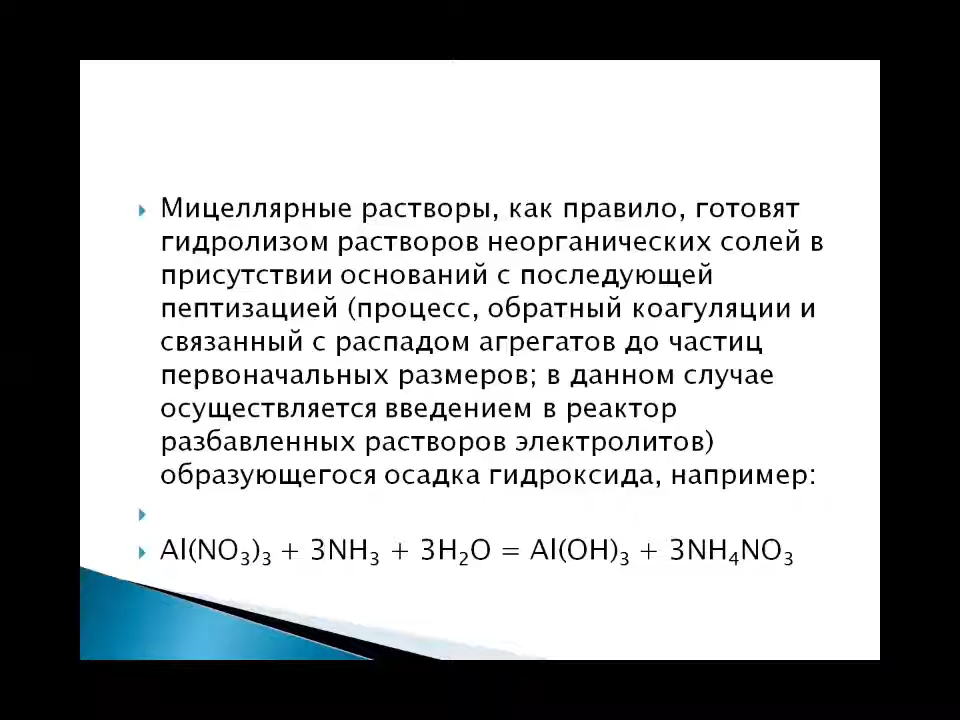 Мицеллярные растворы, как правило, готовят
гидролизом растворов неорганических солей в
присутствии оснований с последующей
пептизацией (процесс, обратный коагуляции и
связанный с распадом агрегатов до частиц
первоначальных размеров; в данном случае
осуществляется введением в реактор
разбавленных растворов электролитов)
образующегося осадка гидроксида, например:
Al(NO₃)₃ + 3NH₃ + 3H₂O = Al(OH)₃ + 3NH₄NO₃